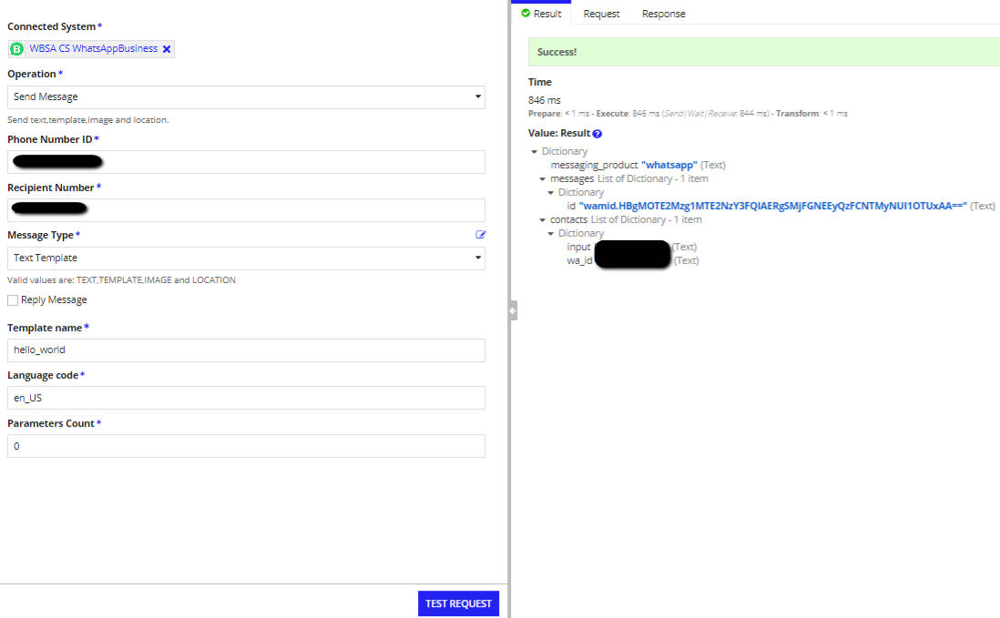 Connected System *
B WBSA CS WhatsAppBusiness
Operation *
Send Message
Send text,template,image and location.
Phone Number ID *
Recipient Number *
Message Type *
Text Template
Valid values are: TEXT,TEMPLATE,IMAGE and LOCATION
Reply Message
Template name *
hello_world
Language code *
en_US
Parameters Count *
0
TEST REQUEST
Result Request Response
Success!
Time
846 ms
Prepare: < 1 ms - Execute: 846 ms (Send | Wait | Receive: 844 ms) - Transform: < 1 ms
Value: Result ?
Dictionary
messaging_product "whatsapp" (Text)
messages List of Dictionary - 1 item
Dictionary
id "wamid.HBgMOTE2Mzg1MTE2NzY3FQIAERgSMjFGNEEyQzFCNTMyNUI1OTUxAA==" (Text)
contacts List of Dictionary - 1 item
Dictionary
input (Text)
wa_id (Text)